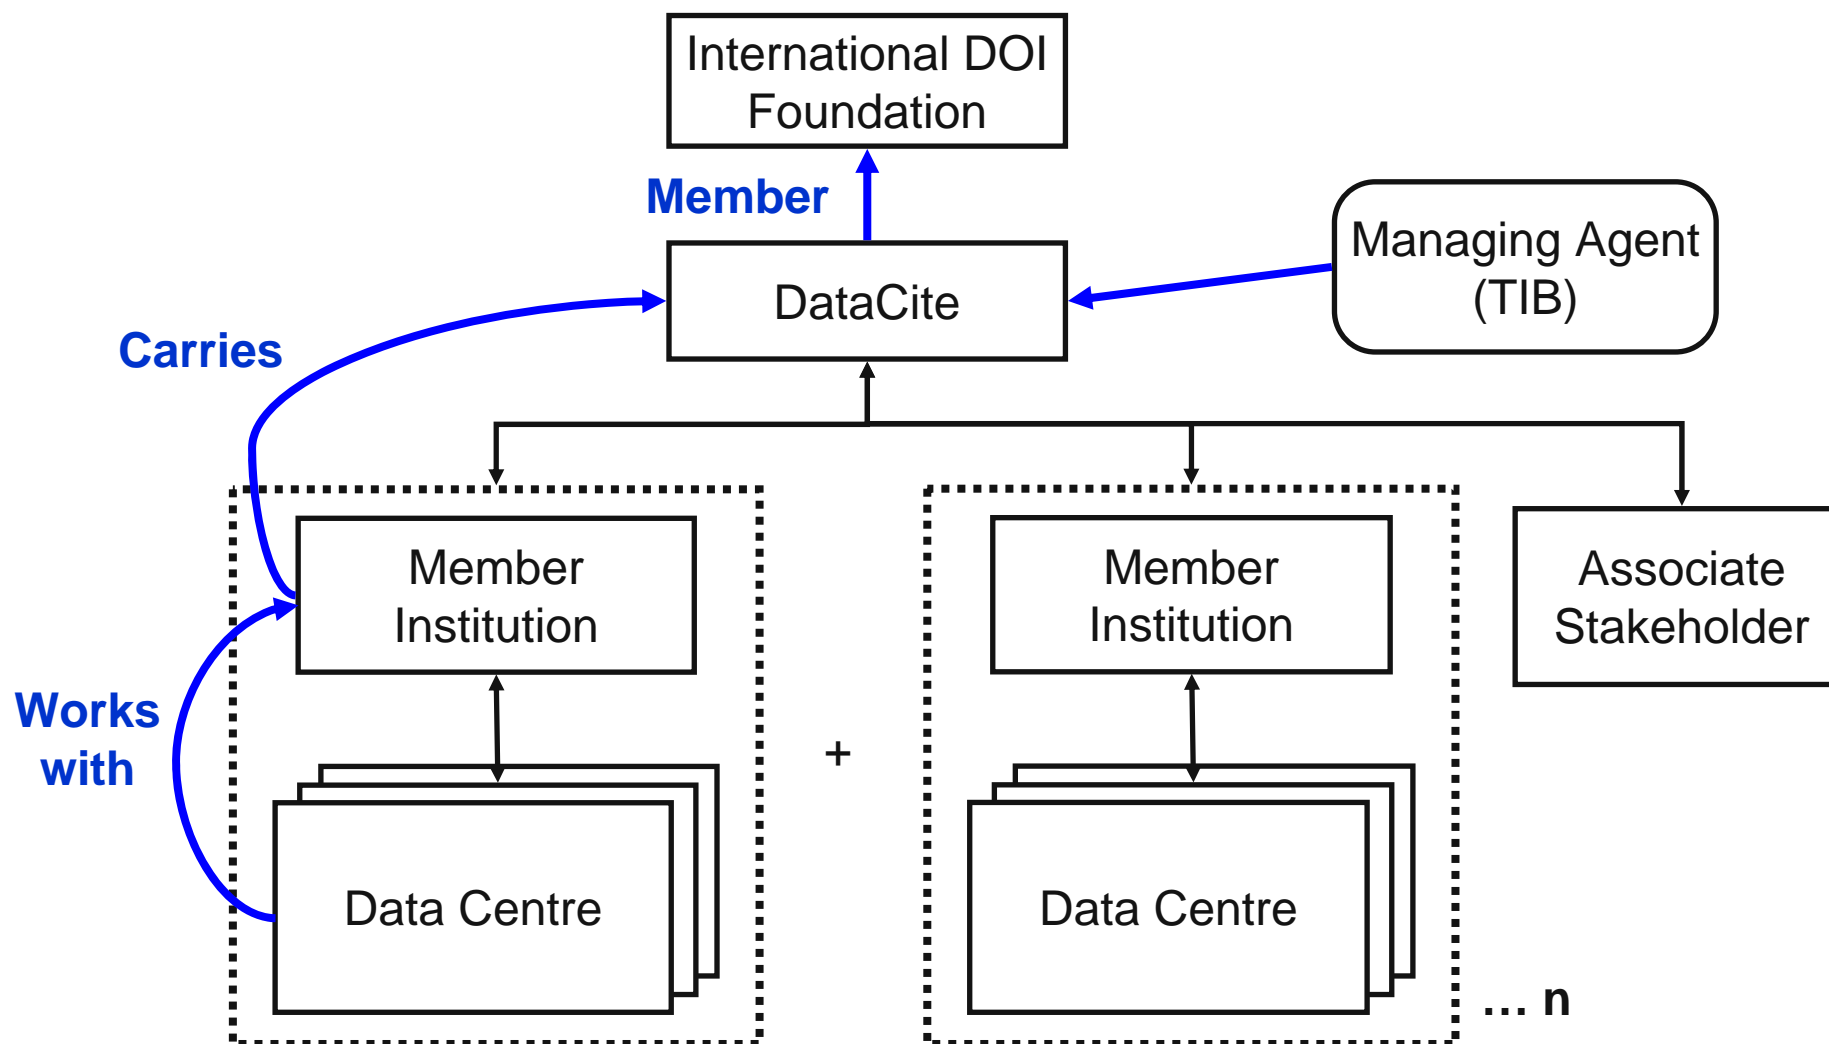 International DOI
Foundation
Member
Managing Agent
(TIB)
DataCite
Carries
Member
Institution
Member
Institution
Associate
Stakeholder
Works
with
+
Data Centre
Data Centre
... n